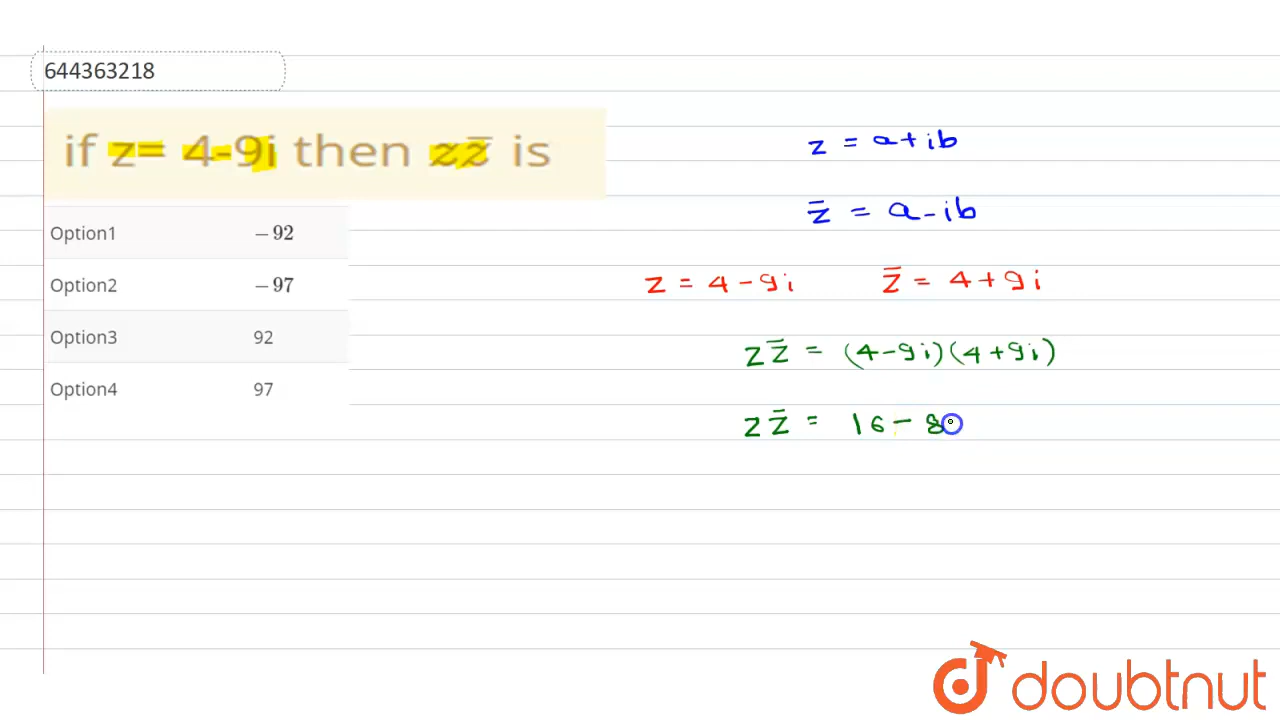 644363218
if z= 4-9i then zz̄ is
Option1 −92
Option2 −97
Option3 92
Option4 97
z = a+ib
z̄ = a-ib
z = 4-9i z̄ = 4+9i
zz̄ = (4-9i)(4+9i)
zz̄ = 16-8
doubtnut